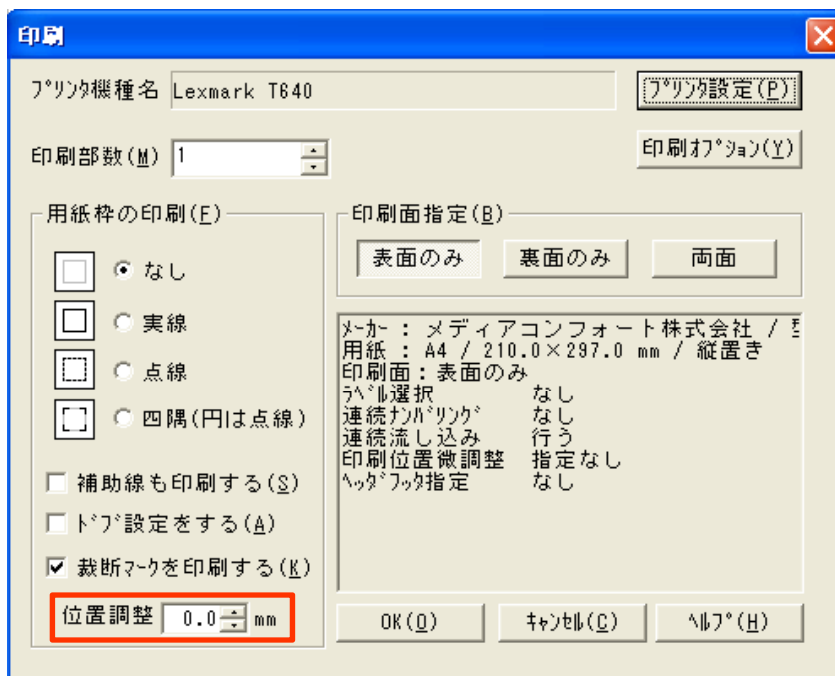 印刷
ﾌﾟﾘﾝﾀ機種名 Lexmark T640 ﾌﾟﾘﾝﾀ設定(P)
印刷部数(M) 1 印刷ｵﾌﾟｼｮﾝ(Y)
用紙枠の印刷(F)
なし
実線
点線
四隅(円は点線)
補助線も印刷する(S)
ﾄﾞﾌﾞ設定をする(A)
裁断ﾏｰｸを印刷する(K)
位置調整 0.0 mm
印刷面指定(B)
表面のみ 裏面のみ 両面
ﾒｰｶｰ : メディアコンフォート株式会社 /
用紙 : A4 / 210.0×297.0 mm / 縦置き
印刷面 : 表面のみ
ﾗﾍﾞﾙ選択 なし
連続ﾅﾝﾊﾞﾘﾝｸﾞ なし
連続流し込み 行う
印刷位置微調整 指定なし
ﾍｯﾀﾞﾌｯﾀ指定 なし
OK(O) ｷｬﾝｾﾙ(C) ﾍﾙﾌﾟ(H)